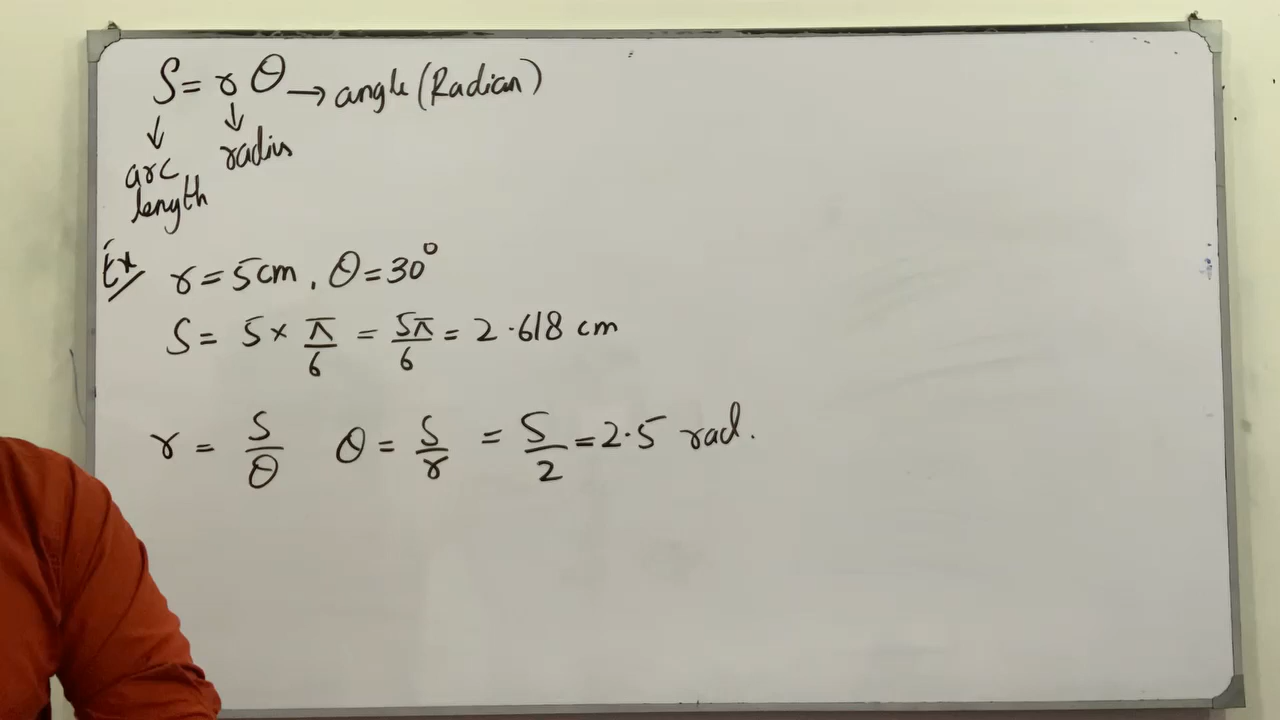 S = r θ → angle (Radian)
↓ ↓
arc radius
length
Ex r = 5cm, θ = 30°
S = 5 × π/6 = 5π/6 = 2.618 cm
r = S/θ θ = S/r = 5/2 = 2.5 rad.